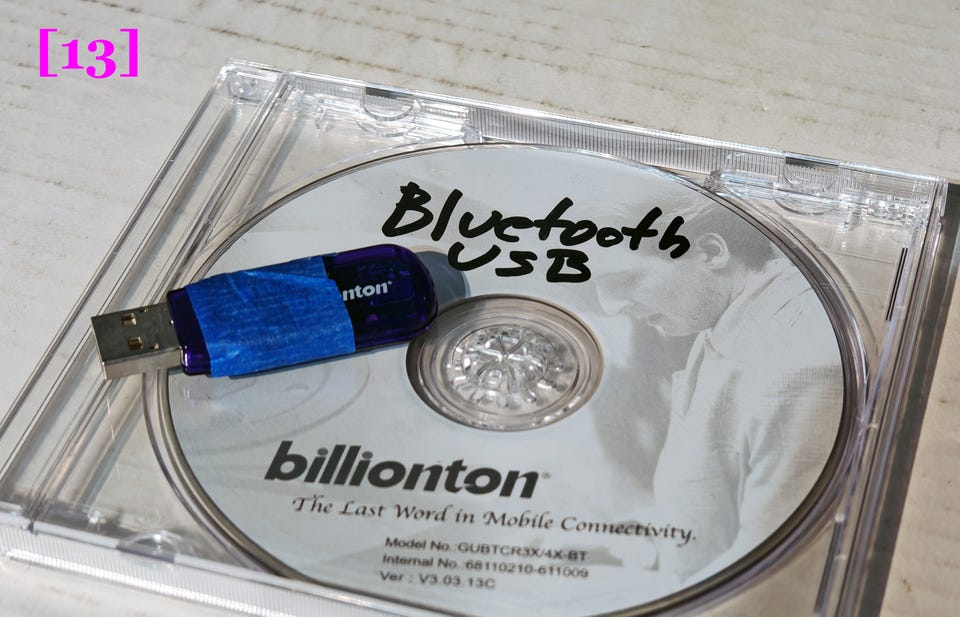 [13]
Bluetooth
USB
nton®
billionton®
The Last Word in Mobile Connectivity.
Model No.:GUBTCR3X/4X-BT
Internal No.:68110210-611009
Ver : V3.03.13C